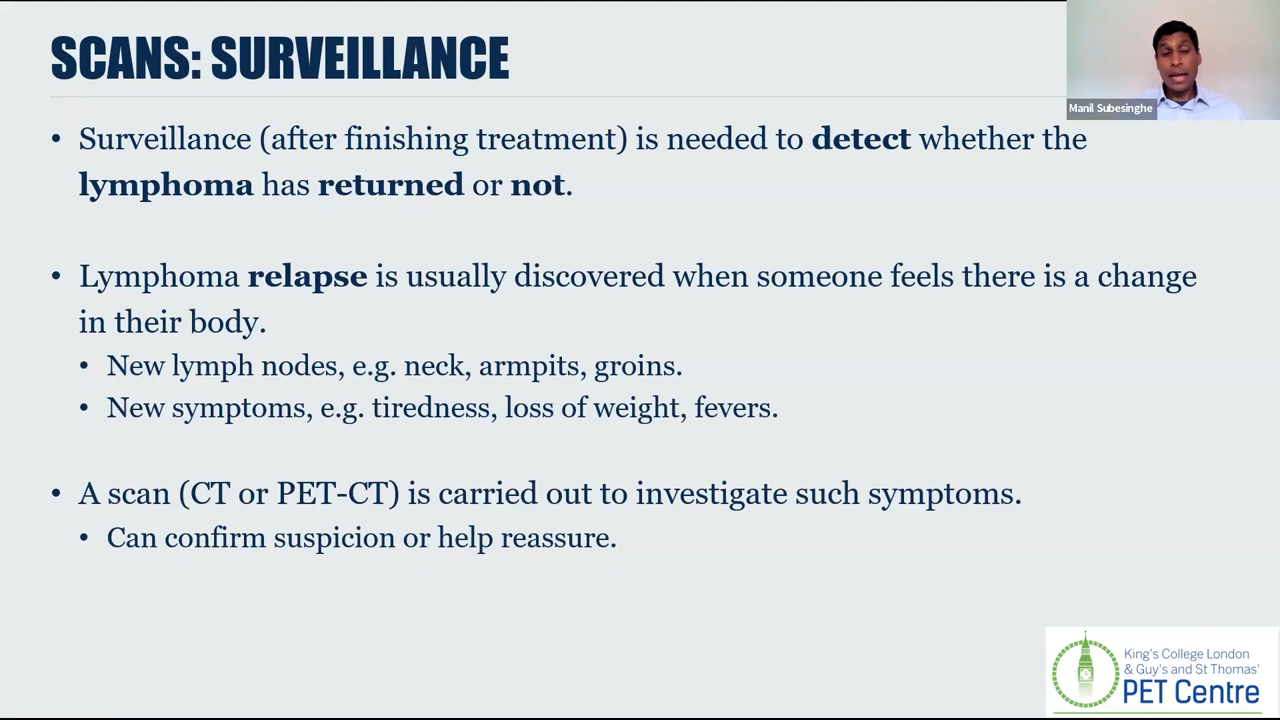 SCANS: SURVEILLANCE
Manil Subesinghe
• Surveillance (after finishing treatment) is needed to detect whether the
lymphoma has returned or not.
• Lymphoma relapse is usually discovered when someone feels there is a change
in their body.
• New lymph nodes, e.g. neck, armpits, groins.
• New symptoms, e.g. tiredness, loss of weight, fevers.
• A scan (CT or PET-CT) is carried out to investigate such symptoms.
• Can confirm suspicion or help reassure.
King's College London
& Guy's and St Thomas'
PET Centre